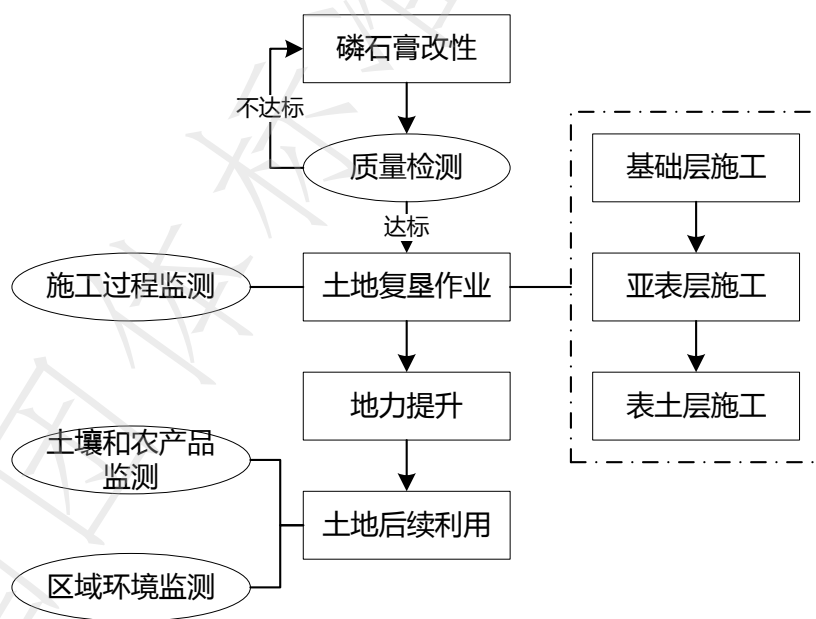 磷石膏改性
不达标
质量检测
基础层施工
达标
施工过程监测
土地复垦作业
亚表层施工
地力提升
表土层施工
土壤和农产品
监测
土地后续利用
区域环境监测